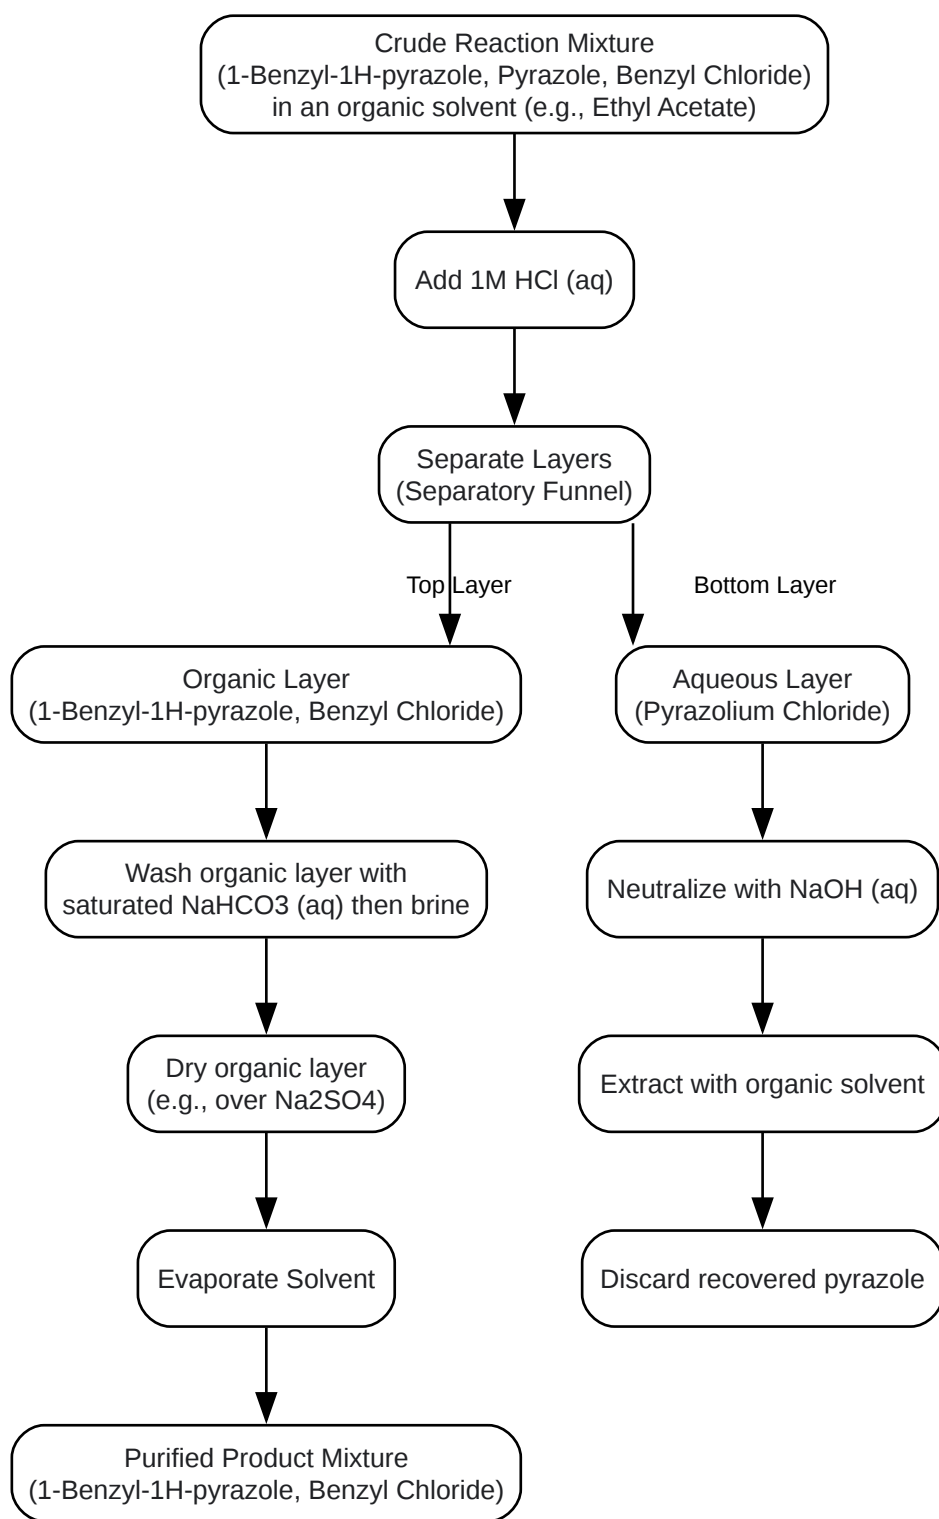 Crude Reaction Mixture
(1-Benzyl-1H-pyrazole, Pyrazole, Benzyl Chloride)
in an organic solvent (e.g., Ethyl Acetate)
Add 1M HCl (aq)
Separate Layers
(Separatory Funnel)
Top Layer
Bottom Layer
Organic Layer
(1-Benzyl-1H-pyrazole, Benzyl Chloride)
Aqueous Layer
(Pyrazolium Chloride)
Wash organic layer with
saturated NaHCO3 (aq) then brine
Neutralize with NaOH (aq)
Dry organic layer
(e.g., over Na2SO4)
Extract with organic solvent
Evaporate Solvent
Discard recovered pyrazole
Purified Product Mixture
(1-Benzyl-1H-pyrazole, Benzyl Chloride)